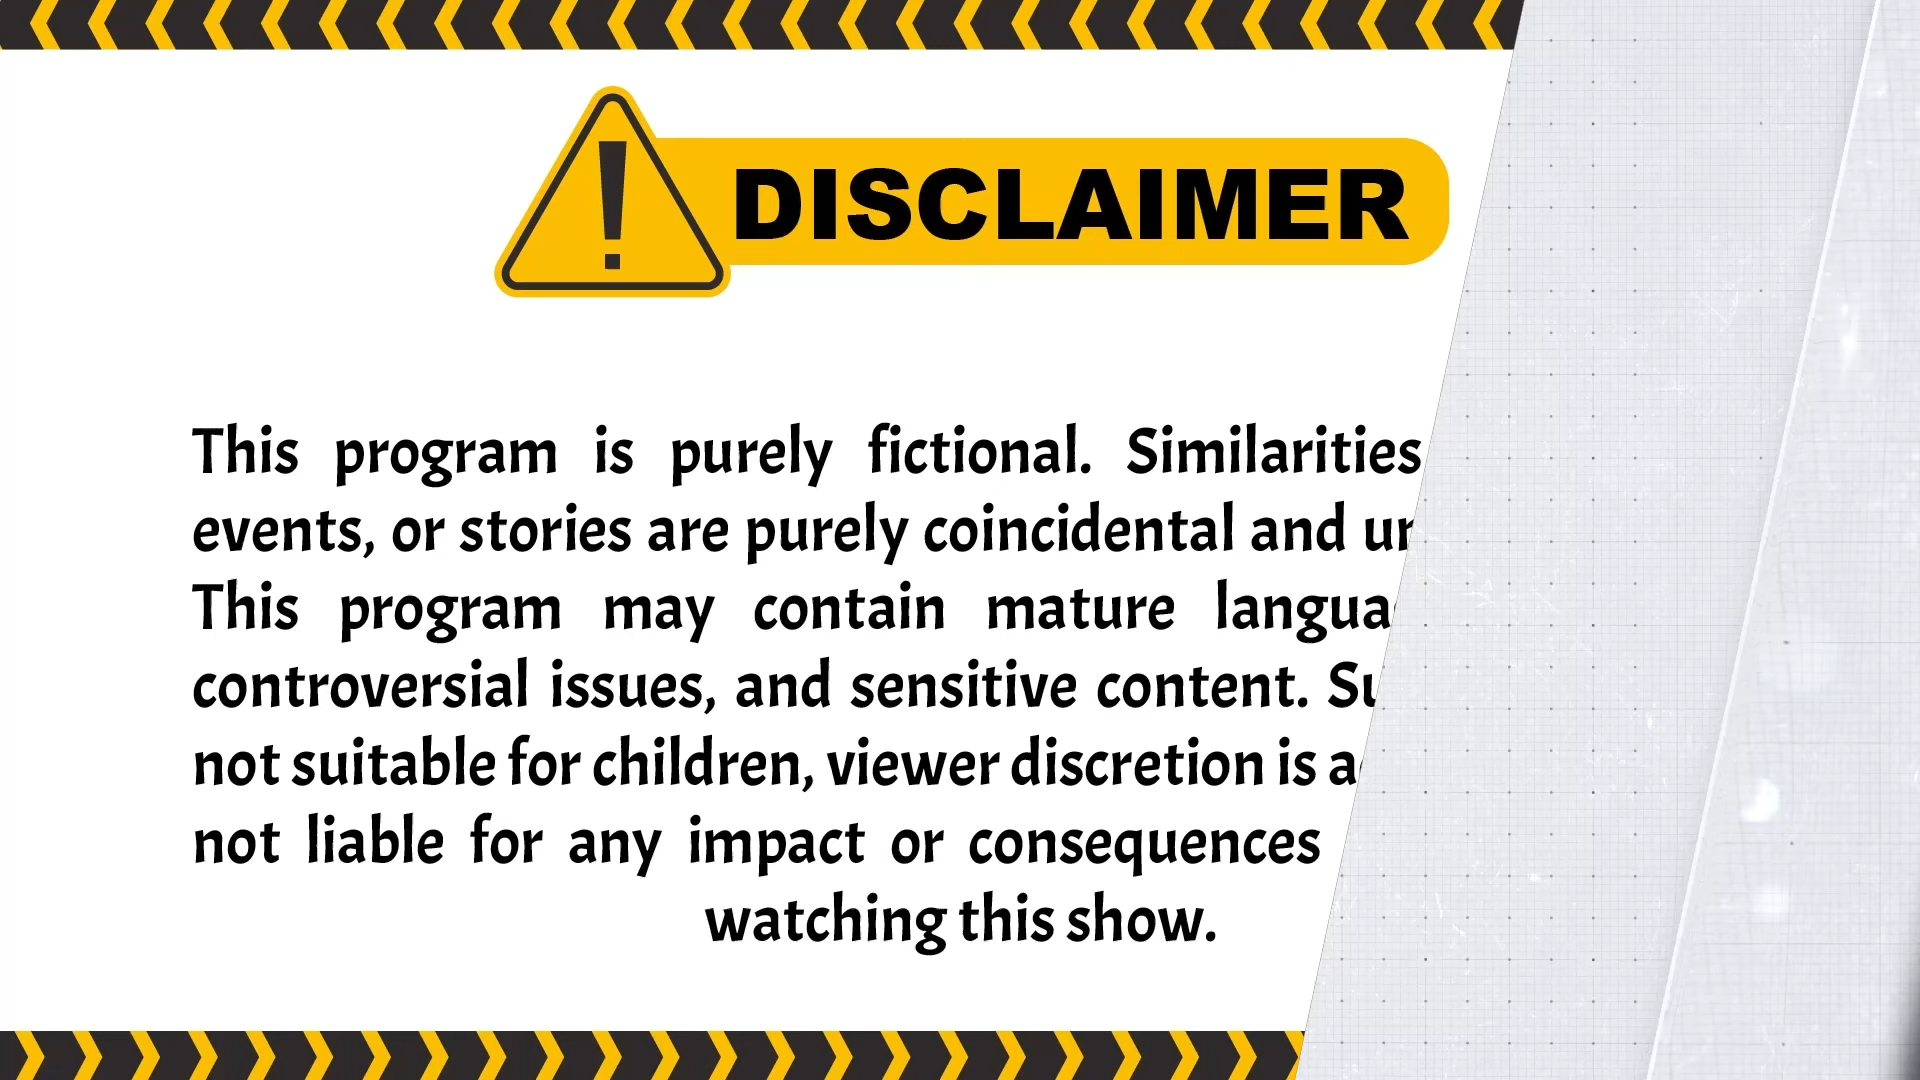 DISCLAIMER
This program is purely fictional. Similarities
events, or stories are purely coincidental and
This program may contain mature
controversial issues, and sensitive content.
not suitable for children, viewer discretion is
not liable for any impact or consequences
watching this show.